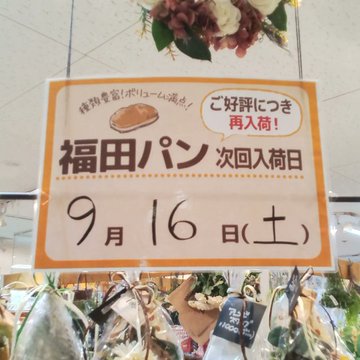 種類豊富!ボリューム満点!
ご好評につき
再入荷!
福田パン 次回入荷日
9月16日(土)